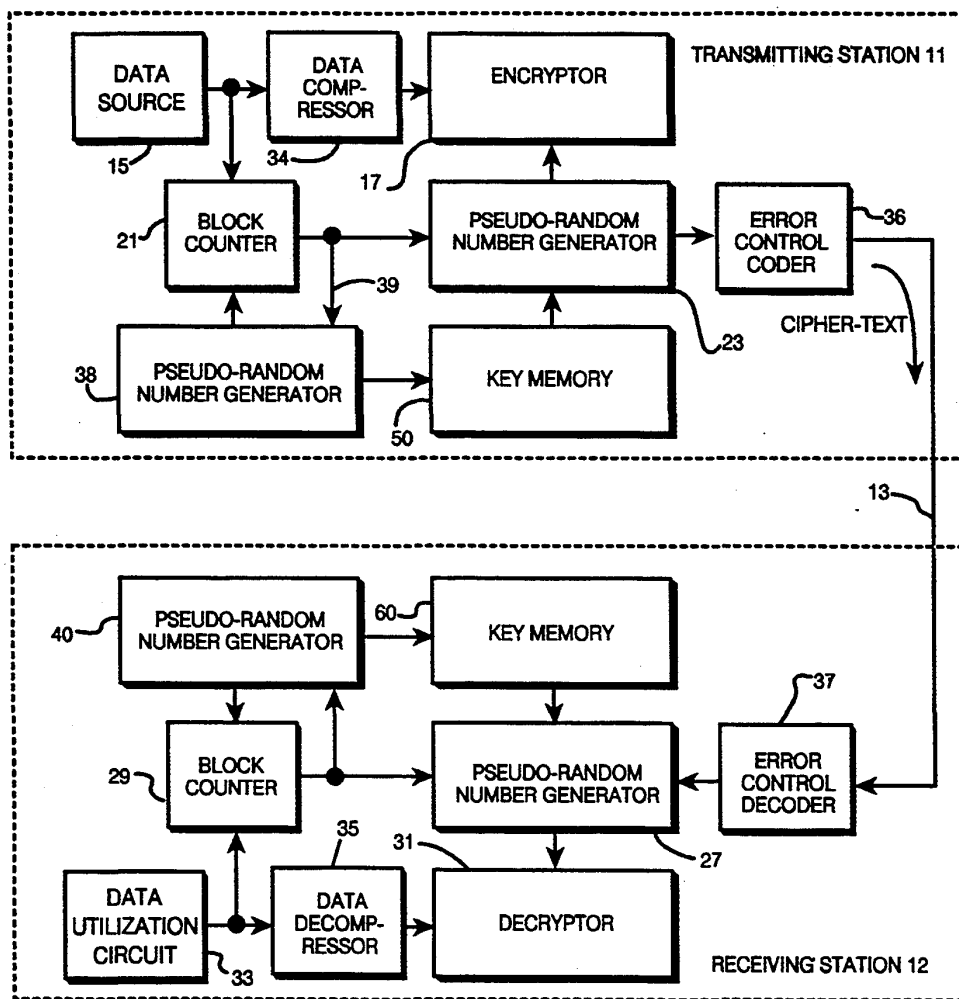 TRANSMITTING STATION 11
DATA
SOURCE
15
DATA
COMP-
RESSOR
34
ENCRYPTOR
17
BLOCK
COUNTER
21
39
PSEUDO-RANDOM
NUMBER GENERATOR
23
ERROR
CONTROL
CODER
36
CIPHER-TEXT
PSEUDO-RANDOM
NUMBER GENERATOR
38
KEY MEMORY
50
13
PSEUDO-RANDOM
NUMBER GENERATOR
40
60
KEY MEMORY
BLOCK
COUNTER
29
PSEUDO-RANDOM
NUMBER GENERATOR
27
37
ERROR
CONTROL
DECODER
DATA
UTILIZATION
CIRCUIT
33
35
DATA
DECOMP-
RESSOR
31
DECRYPTOR
RECEIVING STATION 12